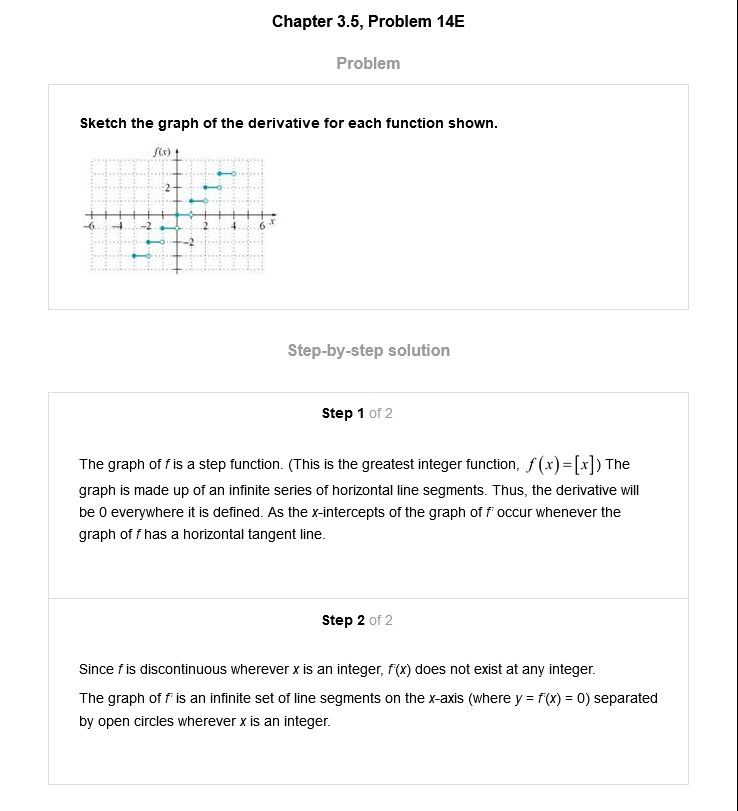 Chapter 3.5, Problem 14E
Problem
Sketch the graph of the derivative for each function shown.
f(x)
2
-6 -4 -2 2 4 6 x
-2
Step-by-step solution
Step 1 of 2
The graph of f is a step function. (This is the greatest integer function, f(x)=[x]) The
graph is made up of an infinite series of horizontal line segments. Thus, the derivative will
be 0 everywhere it is defined. As the x-intercepts of the graph of f' occur whenever the
graph of f has a horizontal tangent line.
Step 2 of 2
Since f is discontinuous wherever x is an integer, f'(x) does not exist at any integer.
The graph of f' is an infinite set of line segments on the x-axis (where y = f'(x) = 0) separated
by open circles wherever x is an integer.